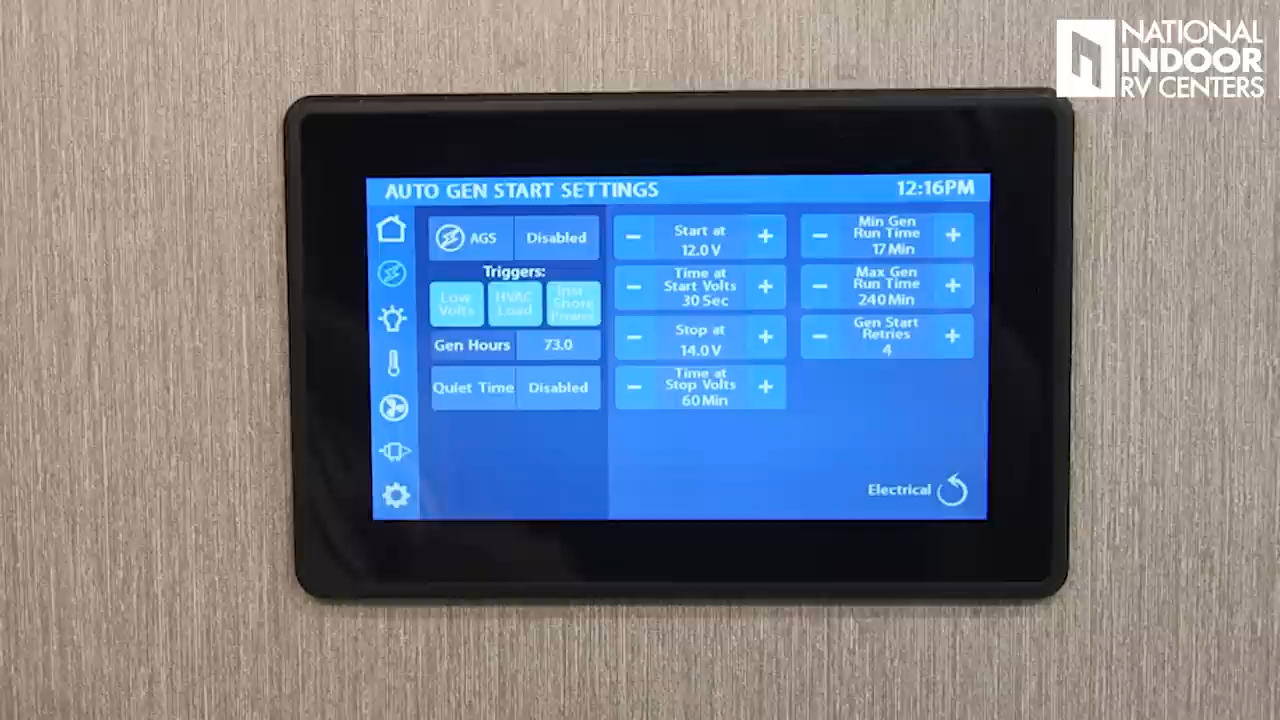 NATIONAL
INDOOR
RV CENTERS
AUTO GEN START SETTINGS
12:16PM
AGS
Disabled
Triggers:
Low
Volts
HVAC
Load
Shore
Power
Gen Hours
73.0
Quiet Time
Disabled
− Start at +
12.0 V
Time at
− Start Volts +
30 Sec
− Stop at +
14.0 V
Time at
− Stop Volts +
60 Min
Min Gen
− Run Time +
17 Min
Max Gen
− Run Time +
240 Min
Gen Start
− Retries +
4
Electrical